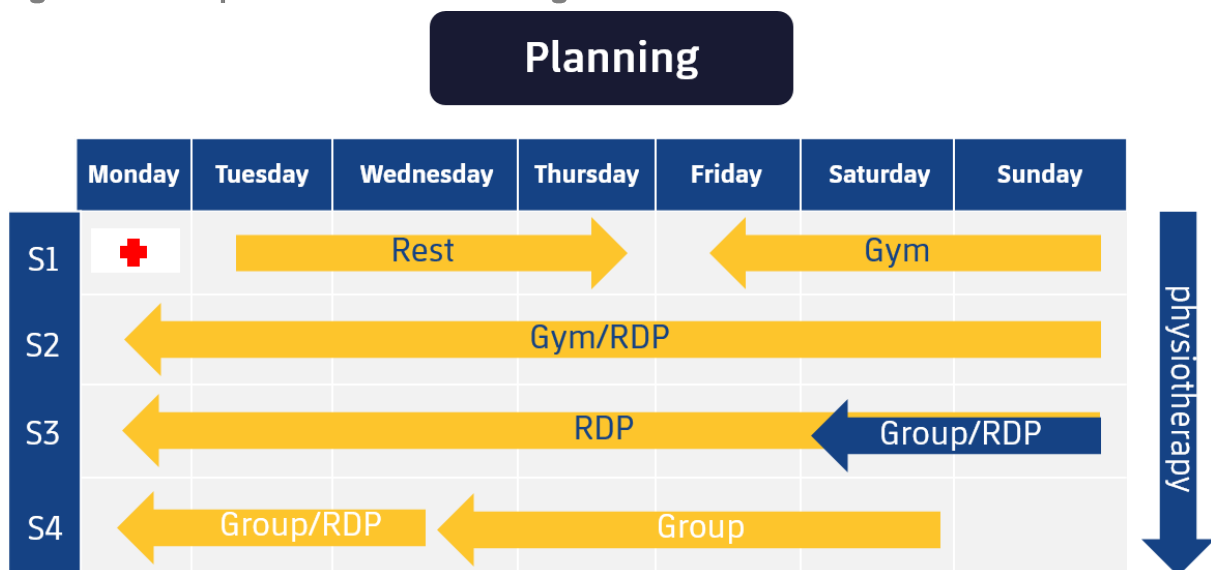 Planning
Monday Tuesday Wednesday Thursday Friday Saturday Sunday
S1 Rest Gym
S2 Gym/RDP
S3 RDP Group/RDP
S4 Group/RDP Group
physiotherapy